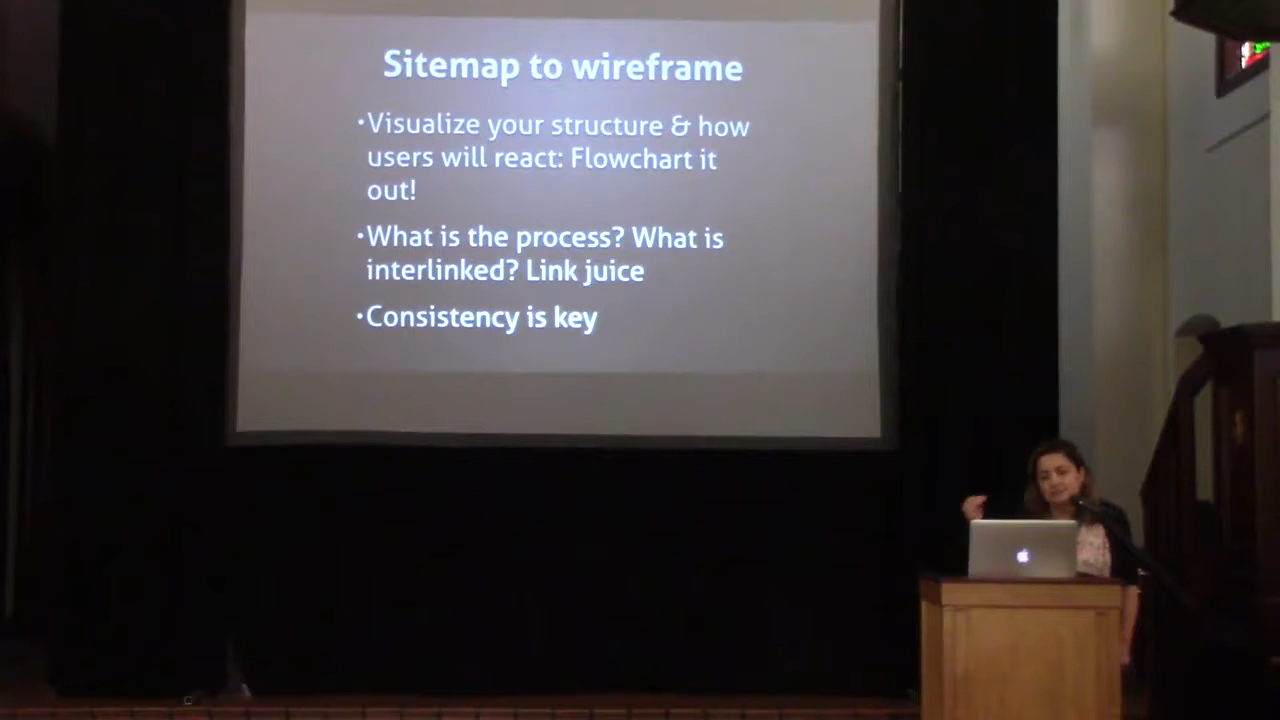 Sitemap to wireframe
•Visualize your structure & how
users will react: Flowchart it
out!
•What is the process? What is
interlinked? Link juice
•Consistency is key